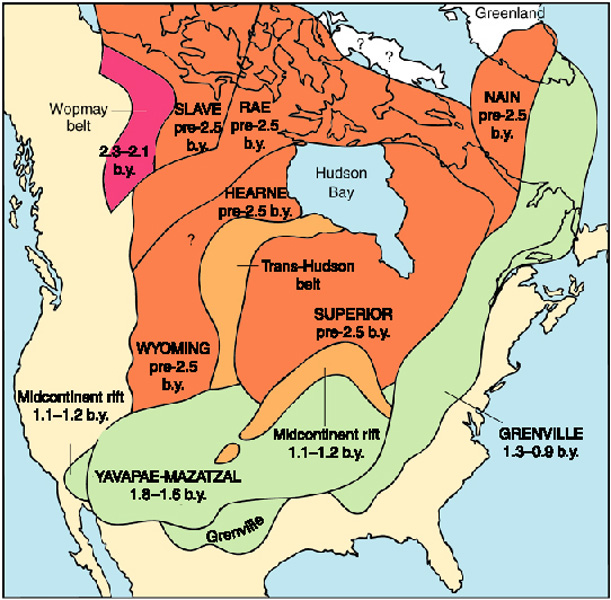 Greenland
? ?
Wopmay
belt
2.3–2.1
b.y.
SLAVE
pre-2.5
b.y.
RAE
pre-2.5
b.y.
NAIN
pre-2.5
b.y.
Hudson
Bay
HEARNE
pre-2.5 b.y.
?
Trans-Hudson
belt
SUPERIOR
pre-2.5 b.y.
WYOMING
pre-2.5
b.y.
Midcontinent rift
1.1–1.2 b.y.
Midcontinent rift
1.1–1.2 b.y.
GRENVILLE
1.3–0.9 b.y.
YAVAPAE-MAZATZAL
1.8–1.6 b.y.
Grenville